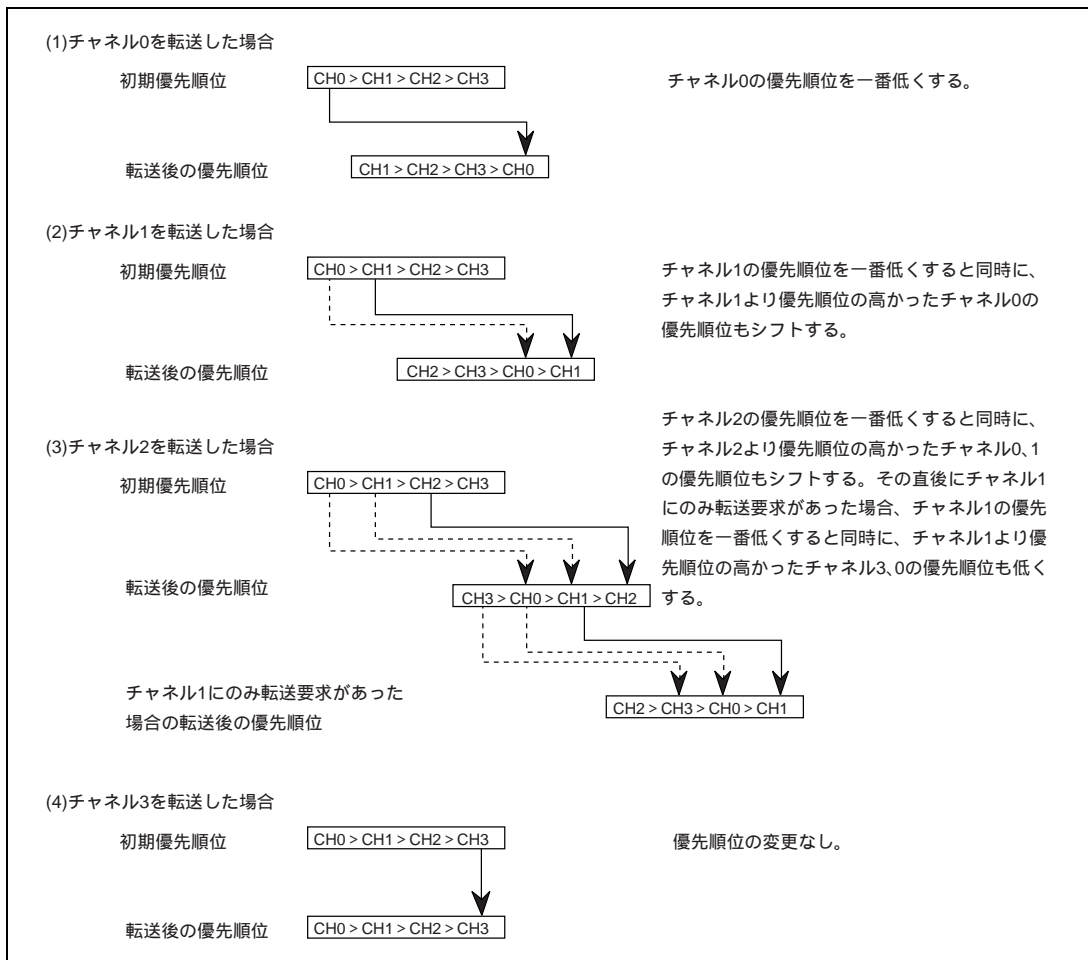 (1)チャネル0を転送した場合
初期優先順位
CH0 > CH1 > CH2 > CH3
チャネル0の優先順位を一番低くする。
転送後の優先順位
CH1 > CH2 > CH3 > CH0
(2)チャネル1を転送した場合
初期優先順位
CH0 > CH1 > CH2 > CH3
チャネル1の優先順位を一番低くすると同時に、
チャネル1より優先順位の高かったチャネル0の
優先順位もシフトする。
転送後の優先順位
CH2 > CH3 > CH0 > CH1
(3)チャネル2を転送した場合
初期優先順位
CH0 > CH1 > CH2 > CH3
チャネル2の優先順位を一番低くすると同時に、
チャネル2より優先順位の高かったチャネル0、1
の優先順位もシフトする。その直後にチャネル1
にのみ転送要求があった場合、チャネル1の優先
順位を一番低くすると同時に、チャネル1より優
先順位の高かったチャネル3、0の優先順位も低く
する。
転送後の優先順位
CH3 > CH0 > CH1 > CH2
チャネル1にのみ転送要求があった
場合の転送後の優先順位
CH2 > CH3 > CH0 > CH1
(4)チャネル3を転送した場合
初期優先順位
CH0 > CH1 > CH2 > CH3
優先順位の変更なし。
転送後の優先順位
CH0 > CH1 > CH2 > CH3